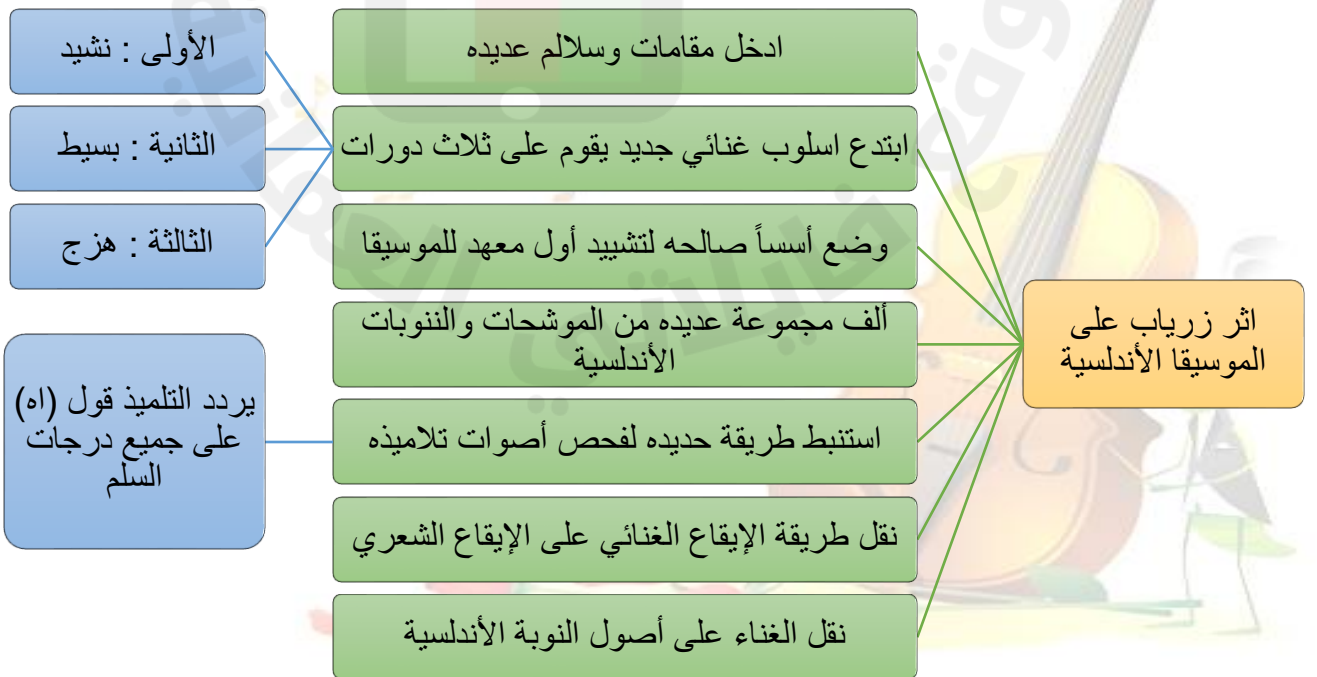 اثر زرياب على
الموسيقا الأندلسية
ادخل مقامات وسلالم عديده
ابتدع اسلوب غنائي جديد يقوم على ثلاث دورات
الأولى : نشيد
الثانية : بسيط
الثالثة : هزج
وضع أسساً صالحه لتشييد أول معهد للموسيقا
ألف مجموعة عديده من الموشحات والننوبات
الأندلسية
استنبط طريقة حديده لفحص أصوات تلاميذه
يردد التلميذ قول (اه)
على جميع درجات
السلم
نقل طريقة الإيقاع الغنائي على الإيقاع الشعري
نقل الغناء على أصول النوبة الأندلسية